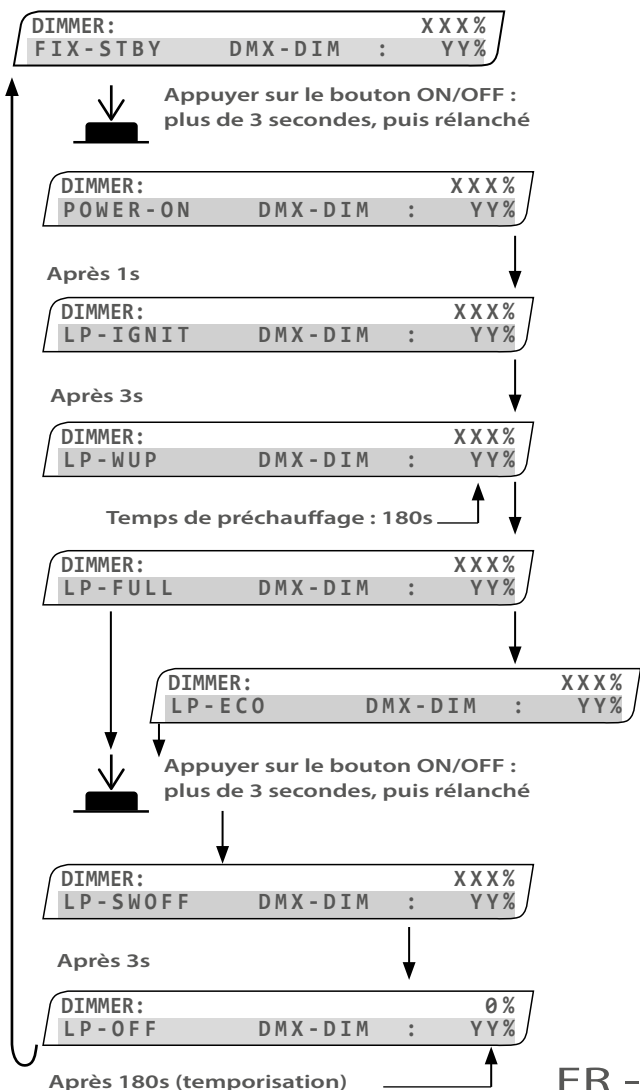 DIMMER: XXX%
FIX-STBY DMX-DIM : YY%
Appuyer sur le bouton ON/OFF :
plus de 3 secondes, puis rélanché
DIMMER: XXX%
POWER-ON DMX-DIM : YY%
Après 1s
DIMMER: XXX%
LP-IGNIT DMX-DIM : YY%
Après 3s
DIMMER: XXX%
LP-WUP DMX-DIM : YY%
Temps de préchauffage : 180s
DIMMER: XXX%
LP-FULL DMX-DIM : YY%
DIMMER: XXX%
LP-ECO DMX-DIM : YY%
Appuyer sur le bouton ON/OFF :
plus de 3 secondes, puis rélanché
DIMMER: XXX%
LP-SWOFF DMX-DIM : YY%
Après 3s
DIMMER: 0%
LP-OFF DMX-DIM : YY%
Après 180s (temporisation)
FR -